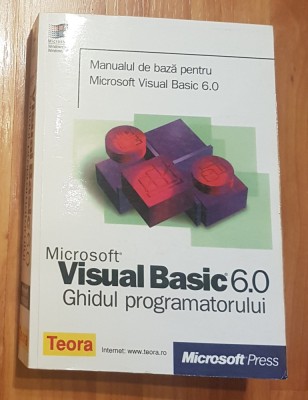 Manualul de bază pentru
Microsoft Visual Basic 6.0
Microsoft®
Visual Basic® 6.0
Ghidul programatorului
Teora
Internet: www.teora.ro
Microsoft Press